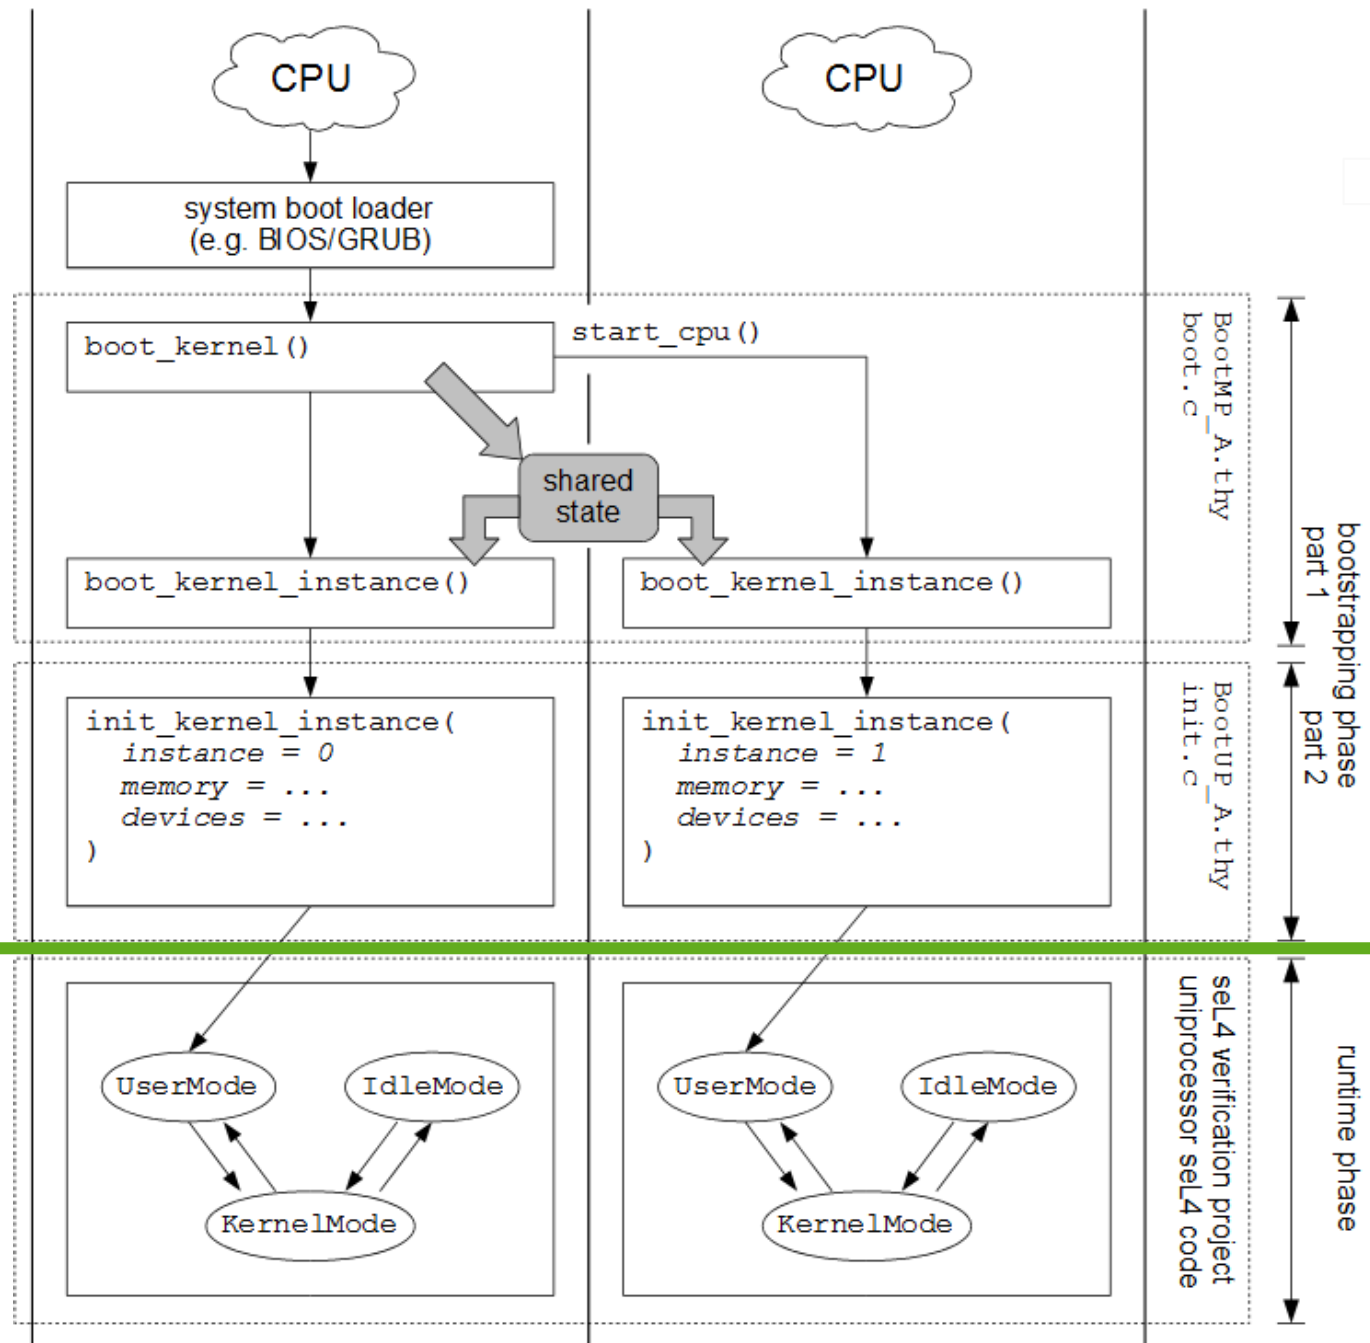 CPU
CPU
system boot loader
(e.g. BIOS/GRUB)
boot_kernel()
start_cpu()
shared
state
boot_kernel_instance()
boot_kernel_instance()
BootMP_A.thy
boot.c
bootstrapping phase
part 1
part 2
init_kernel_instance(
instance = 0
memory = ...
devices = ...
)
init_kernel_instance(
instance = 1
memory = ...
devices = ...
)
BootUP_A.thy
init.c
UserMode
IdleMode
KernelMode
UserMode
IdleMode
KernelMode
seL4 verification project
uniprocessor seL4 code
runtime phase